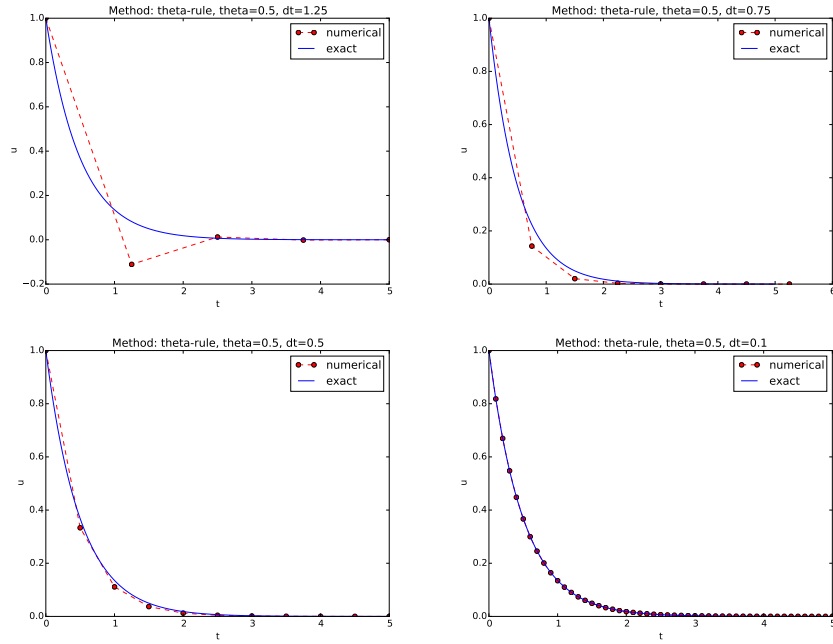 Method: theta-rule, theta=0.5, dt=1.25
1.0
0.8
0.6
0.4
0.2
0.0
−0.2
u
0 1 2 3 4 5
t
numerical
exact
Method: theta-rule, theta=0.5, dt=0.75
1.0
0.8
0.6
0.4
0.2
0.0
u
0 1 2 3 4 5 6
t
numerical
exact
Method: theta-rule, theta=0.5, dt=0.5
1.0
0.8
0.6
0.4
0.2
0.0
u
0 1 2 3 4 5
t
numerical
exact
Method: theta-rule, theta=0.5, dt=0.1
1.0
0.8
0.6
0.4
0.2
0.0
u
0 1 2 3 4 5
t
numerical
exact